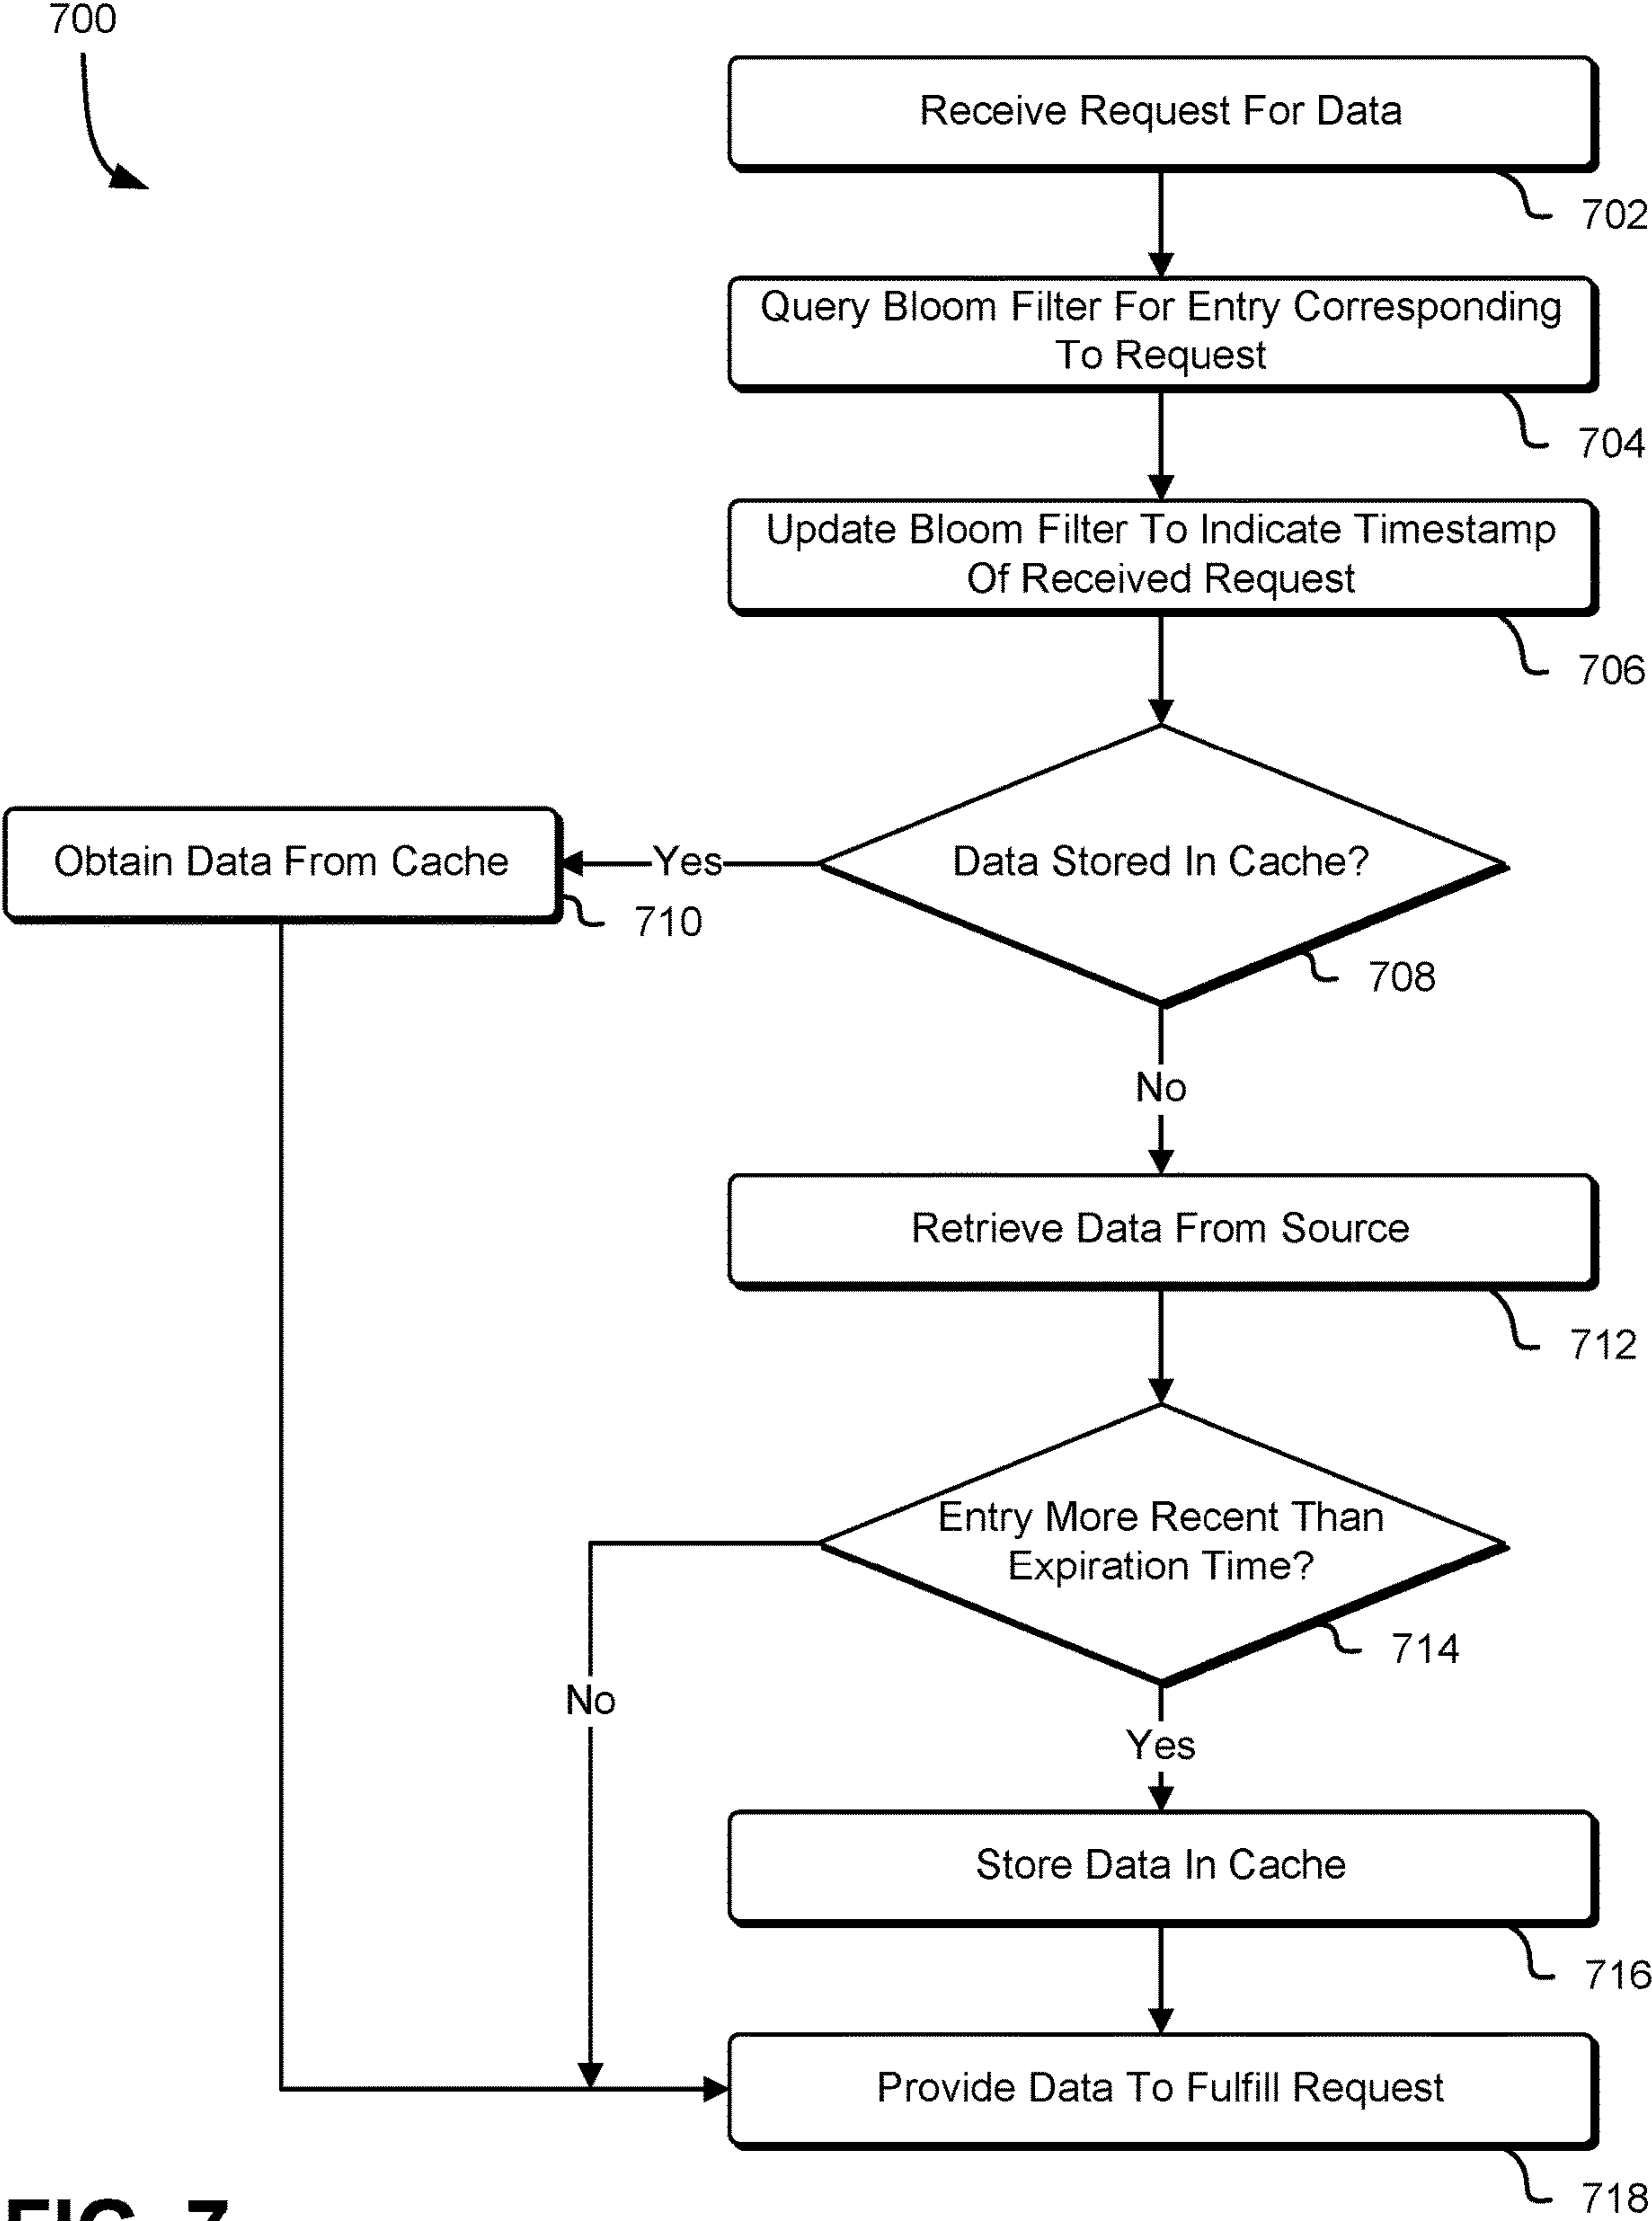 700
Receive Request For Data
702
Query Bloom Filter For Entry Corresponding
To Request
704
Update Bloom Filter To Indicate Timestamp
Of Received Request
706
Data Stored In Cache?
708
Yes
Obtain Data From Cache
710
No
Retrieve Data From Source
712
Entry More Recent Than
Expiration Time?
714
No
Yes
Store Data In Cache
716
Provide Data To Fulfill Request
718
FIG. 7